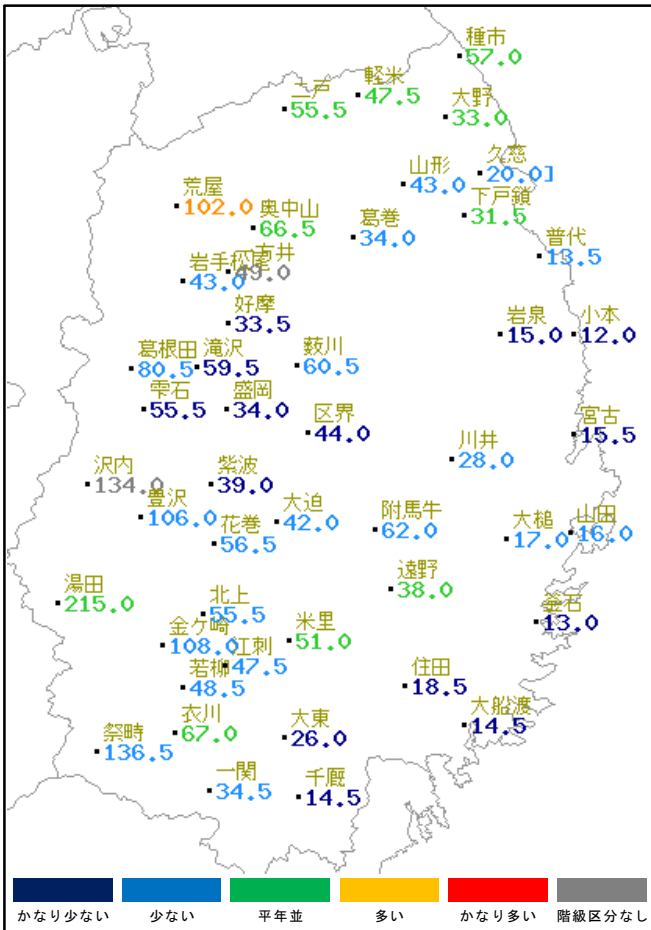 種市
57.0
軽米
47.5
二戸
55.5
大野
33.0
久慈
20.0]
山形
43.0
下戸鎖
31.5
荒屋
102.0
奥中山
66.5
葛巻
34.0
普代
13.5
一方井
49.0
岩手松尾
43.0
好摩
33.5
岩泉
15.0
小本
12.0
葛根田
80.5
滝沢
59.5
薮川
60.5
雫石
55.5
盛岡
34.0
区界
44.0
宮古
15.5
川井
28.0
沢内
134.0
紫波
39.0
豊沢
106.0
大迫
42.0
附馬牛
62.0
大槌
17.0
山田
16.0
花巻
56.5
遠野
38.0
湯田
215.0
北上
55.5
釜石
13.0
金ケ崎
108.0
米里
51.0
江刺
47.5
若柳
48.5
住田
18.5
大船渡
14.5
衣川
67.0
大東
26.0
祭畤
136.5
一関
34.5
千厩
14.5
かなり少ない 少ない 平年並 多い かなり多い 階級区分なし